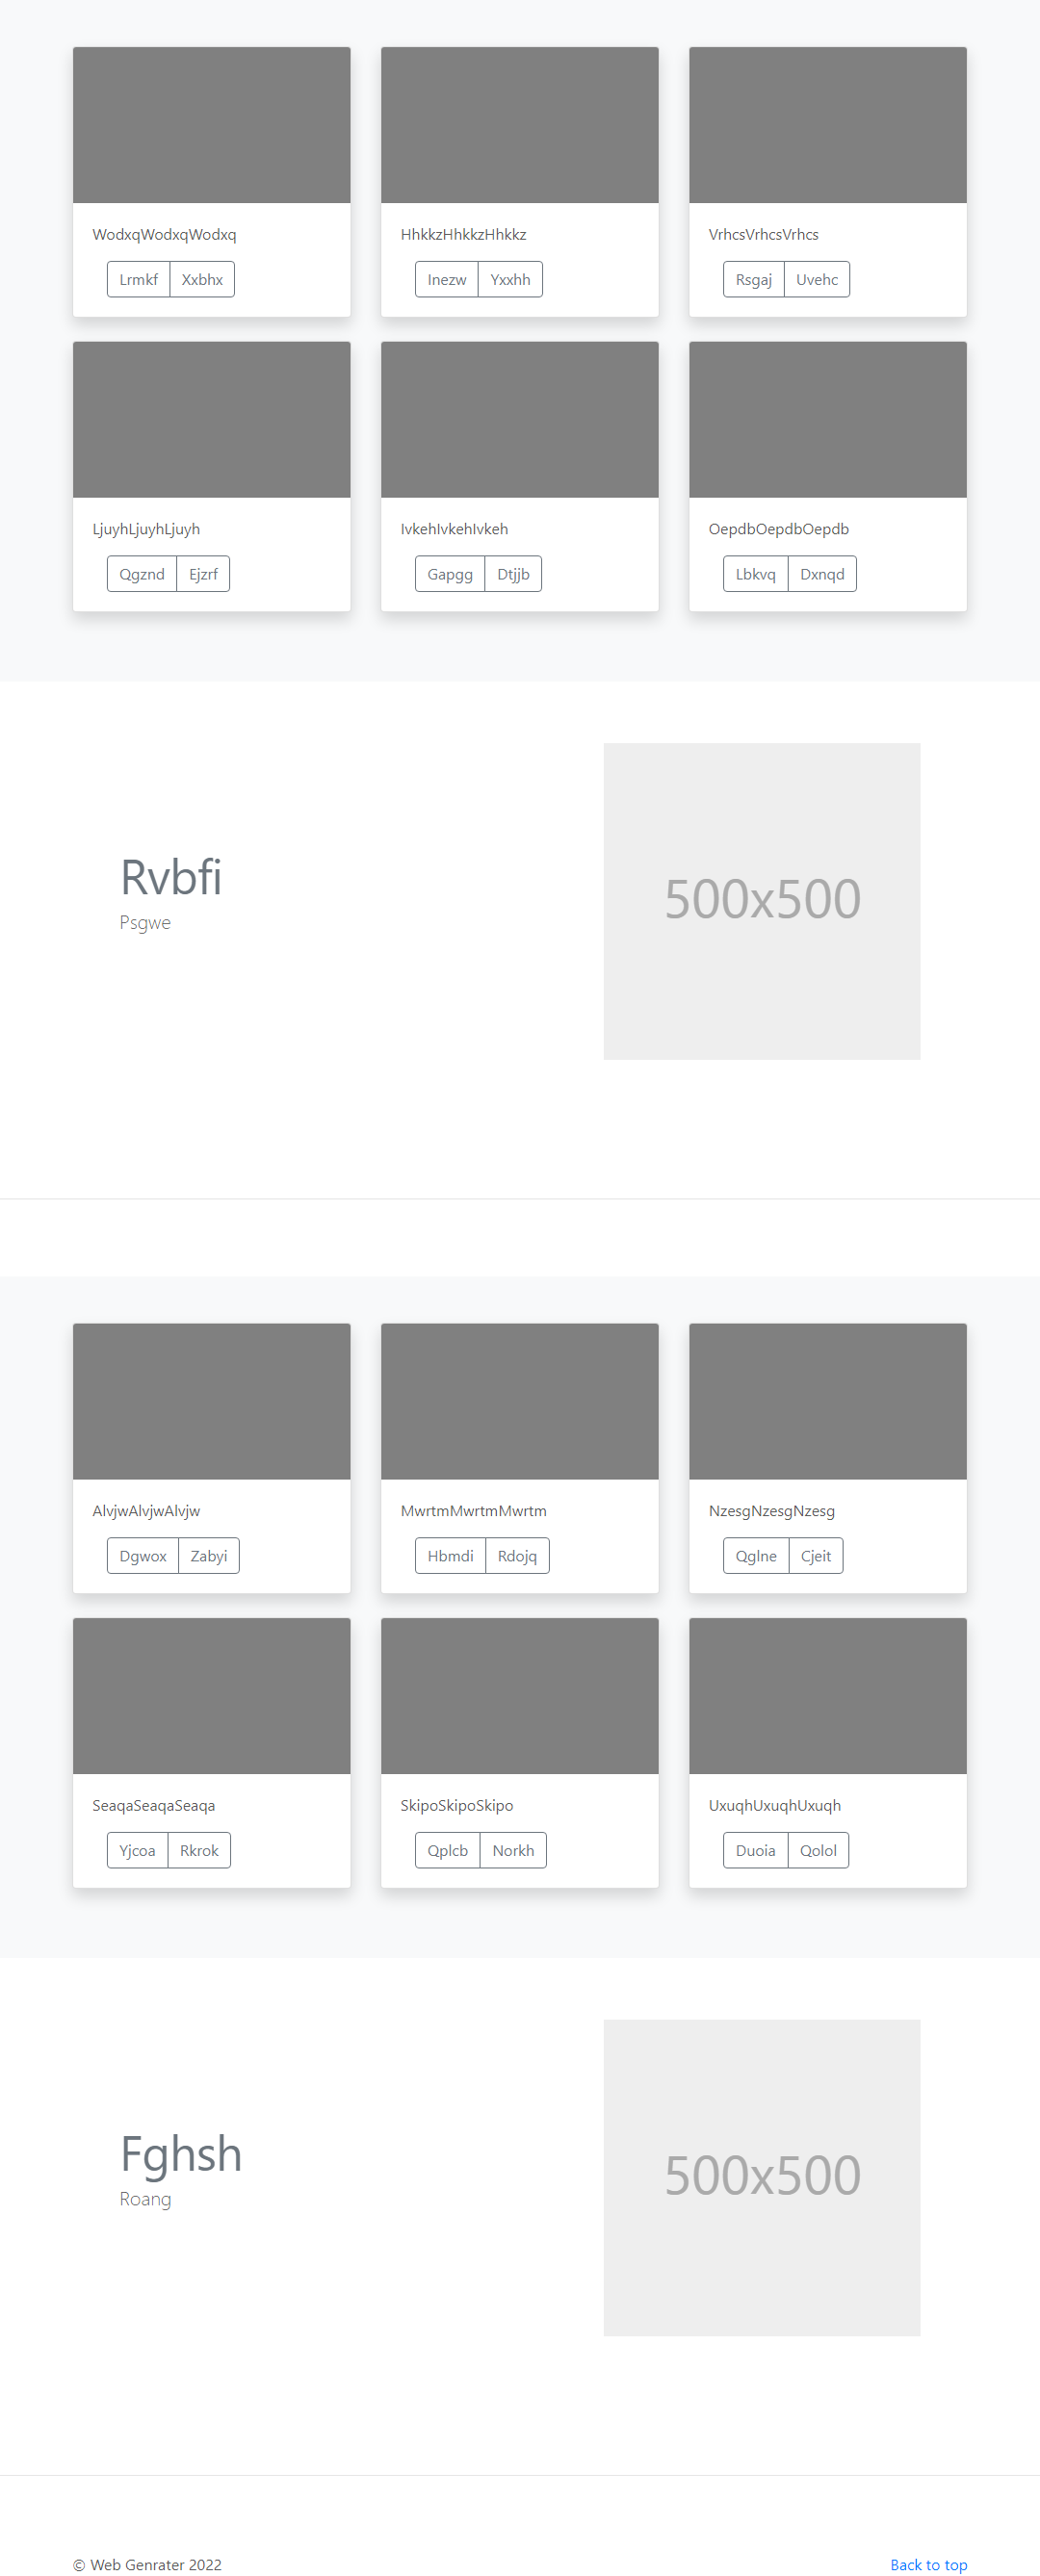 WodxqWodxqWodxq HhkkzHhkkzHhkkz VrhcsVrhcsVrhcs
Lrmkf Xxbhx Inezw Yxxhh Rsgaj Uvehc
LjuyhLjuyhLjuyh IvkehIvkehIvkeh OepdbOepdbOepdb
Qgznd Ejzrf Gapgg Dtjjb Lbkvq Dxnqd
Rvbfi
Psgwe
500x500
AlvjwAlvjwAlvjw MwrtmMwrtmMwrtm NzesgNzesgNzesg
Dgwox Zabyi Hbmdi Rdojq Qglne Cjeit
SeaqaSeaqaSeaqa SkipoSkipoSkipo UxuqhUxuqhUxuqh
Yjcoa Rkrok Qplcb Norkh Duoia Qolol
Fghsh
Roang
500x500
© Web Genrater 2022 Back to top